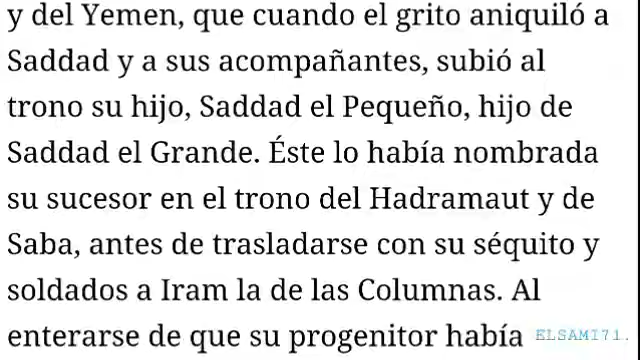 y del Yemen, que cuando el grito aniquiló a
Saddad y a sus acompañantes, subió al
trono su hijo, Saddad el Pequeño, hijo de
Saddad el Grande. Éste lo había nombrada
su sucesor en el trono del Hadramaut y de
Saba, antes de trasladarse con su séquito y
soldados a Iram la de las Columnas. Al
enterarse de que su progenitor había ELSAMI71.